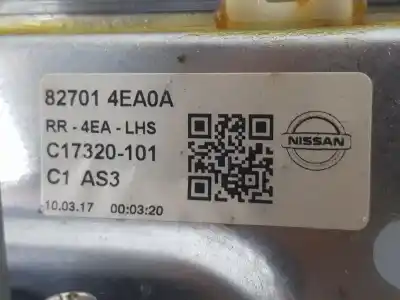 82701 4EA0A
RR - 4EA - LHS
C17320-101
C1 AS3
10.03.17 00:03:20
NISSAN